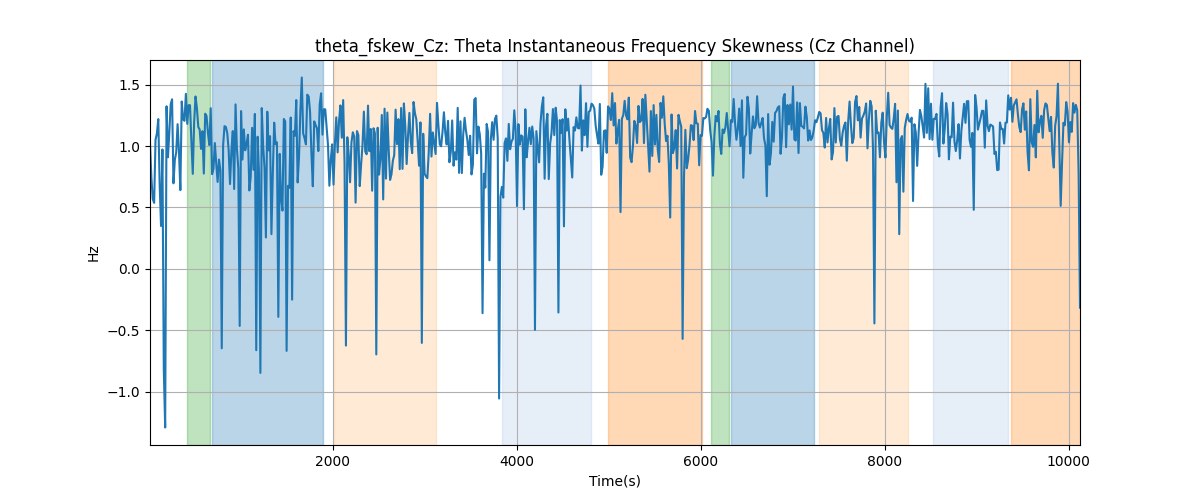 theta_fskew_Cz: Theta Instantaneous Frequency Skewness (Cz Channel)
1.5
1.0
0.5
0.0
−0.5
−1.0
Hz
2000 4000 6000 8000 10000
Time(s)